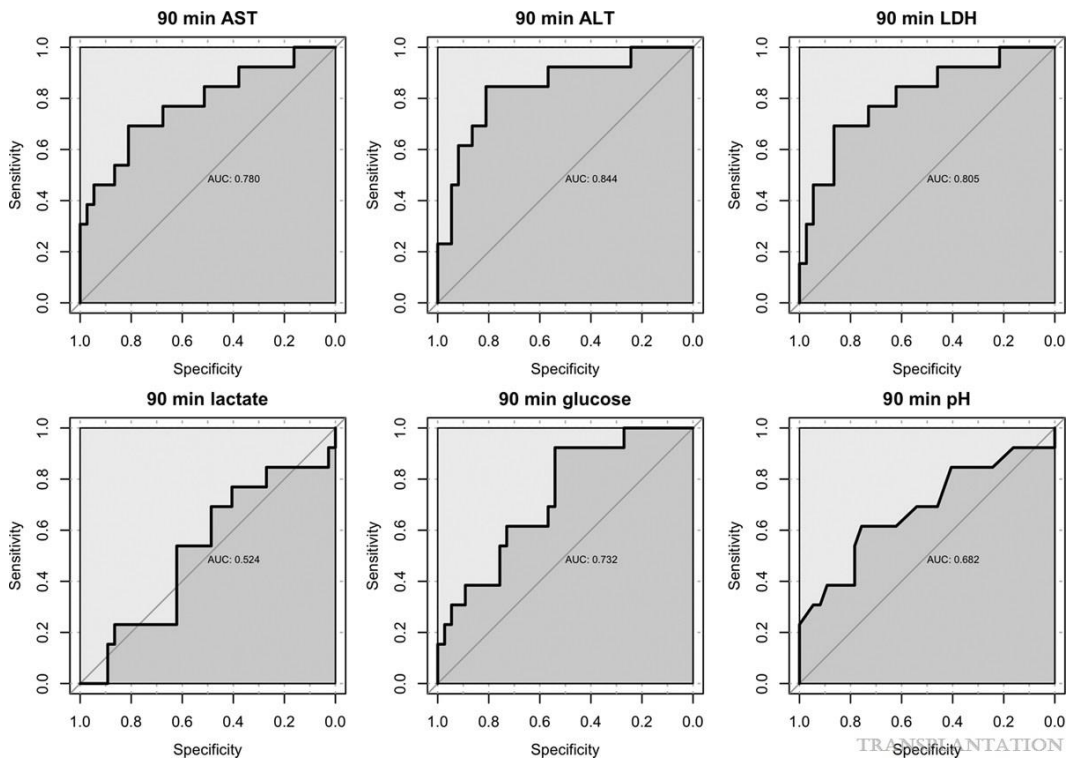 90 min AST 90 min ALT 90 min LDH
Sensitivity Sensitivity Sensitivity
1.0 1.0 1.0
0.8 0.8 0.8
0.6 0.6 0.6
AUC: 0.780 AUC: 0.844 AUC: 0.805
0.4 0.4 0.4
0.2 0.2 0.2
0.0 0.0 0.0
1.0 0.8 0.6 0.4 0.2 0.0 1.0 0.8 0.6 0.4 0.2 0.0 1.0 0.8 0.6 0.4 0.2 0.0
Specificity Specificity Specificity
90 min lactate 90 min glucose 90 min pH
Sensitivity Sensitivity Sensitivity
1.0 1.0 1.0
0.8 0.8 0.8
0.6 0.6 0.6
AUC: 0.524 AUC: 0.732 AUC: 0.682
0.4 0.4 0.4
0.2 0.2 0.2
0.0 0.0 0.0
1.0 0.8 0.6 0.4 0.2 0.0 1.0 0.8 0.6 0.4 0.2 0.0 1.0 0.8 0.6 0.4 0.2 0.0
Specificity Specificity Specificity
TRANSPLANTATION